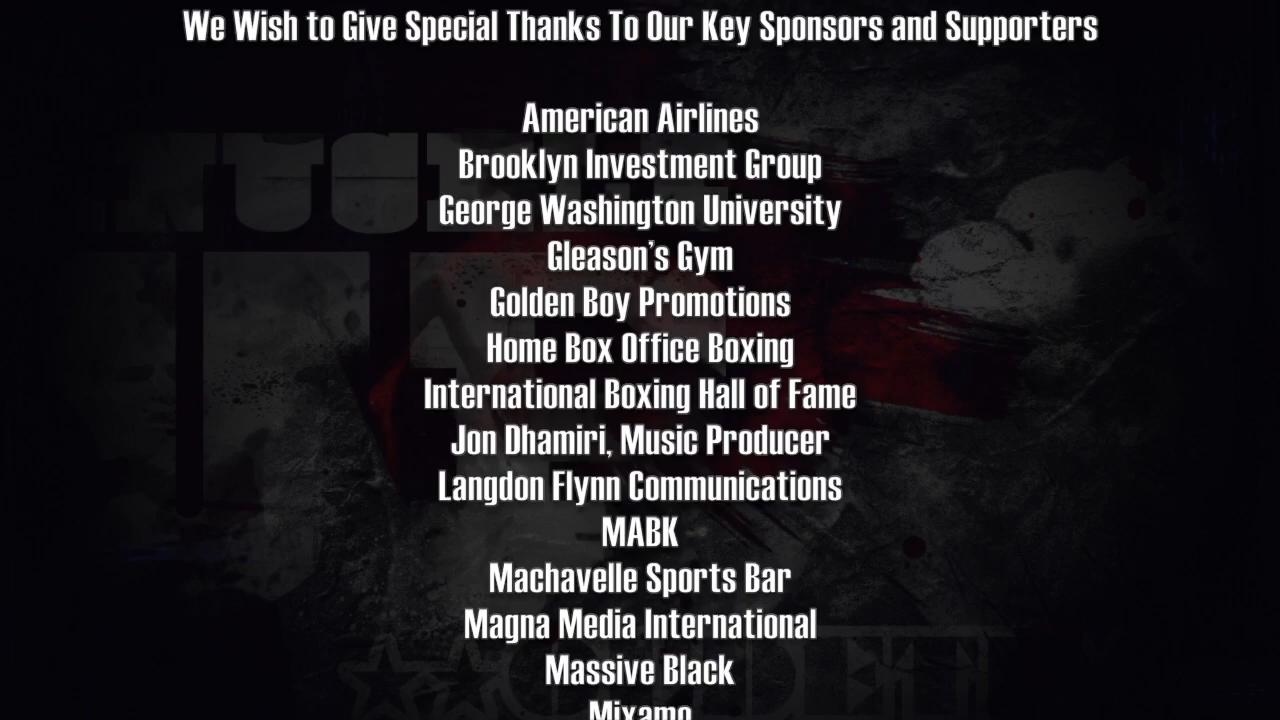 We Wish to Give Special Thanks To Our Key Sponsors and Supporters
American Airlines
Brooklyn Investment Group
George Washington University
Gleason's Gym
Golden Boy Promotions
Home Box Office Boxing
International Boxing Hall of Fame
Jon Dhamiri, Music Producer
Langdon Flynn Communications
MABK
Machavelle Sports Bar
Magna Media International
Massive Black
Mixamo